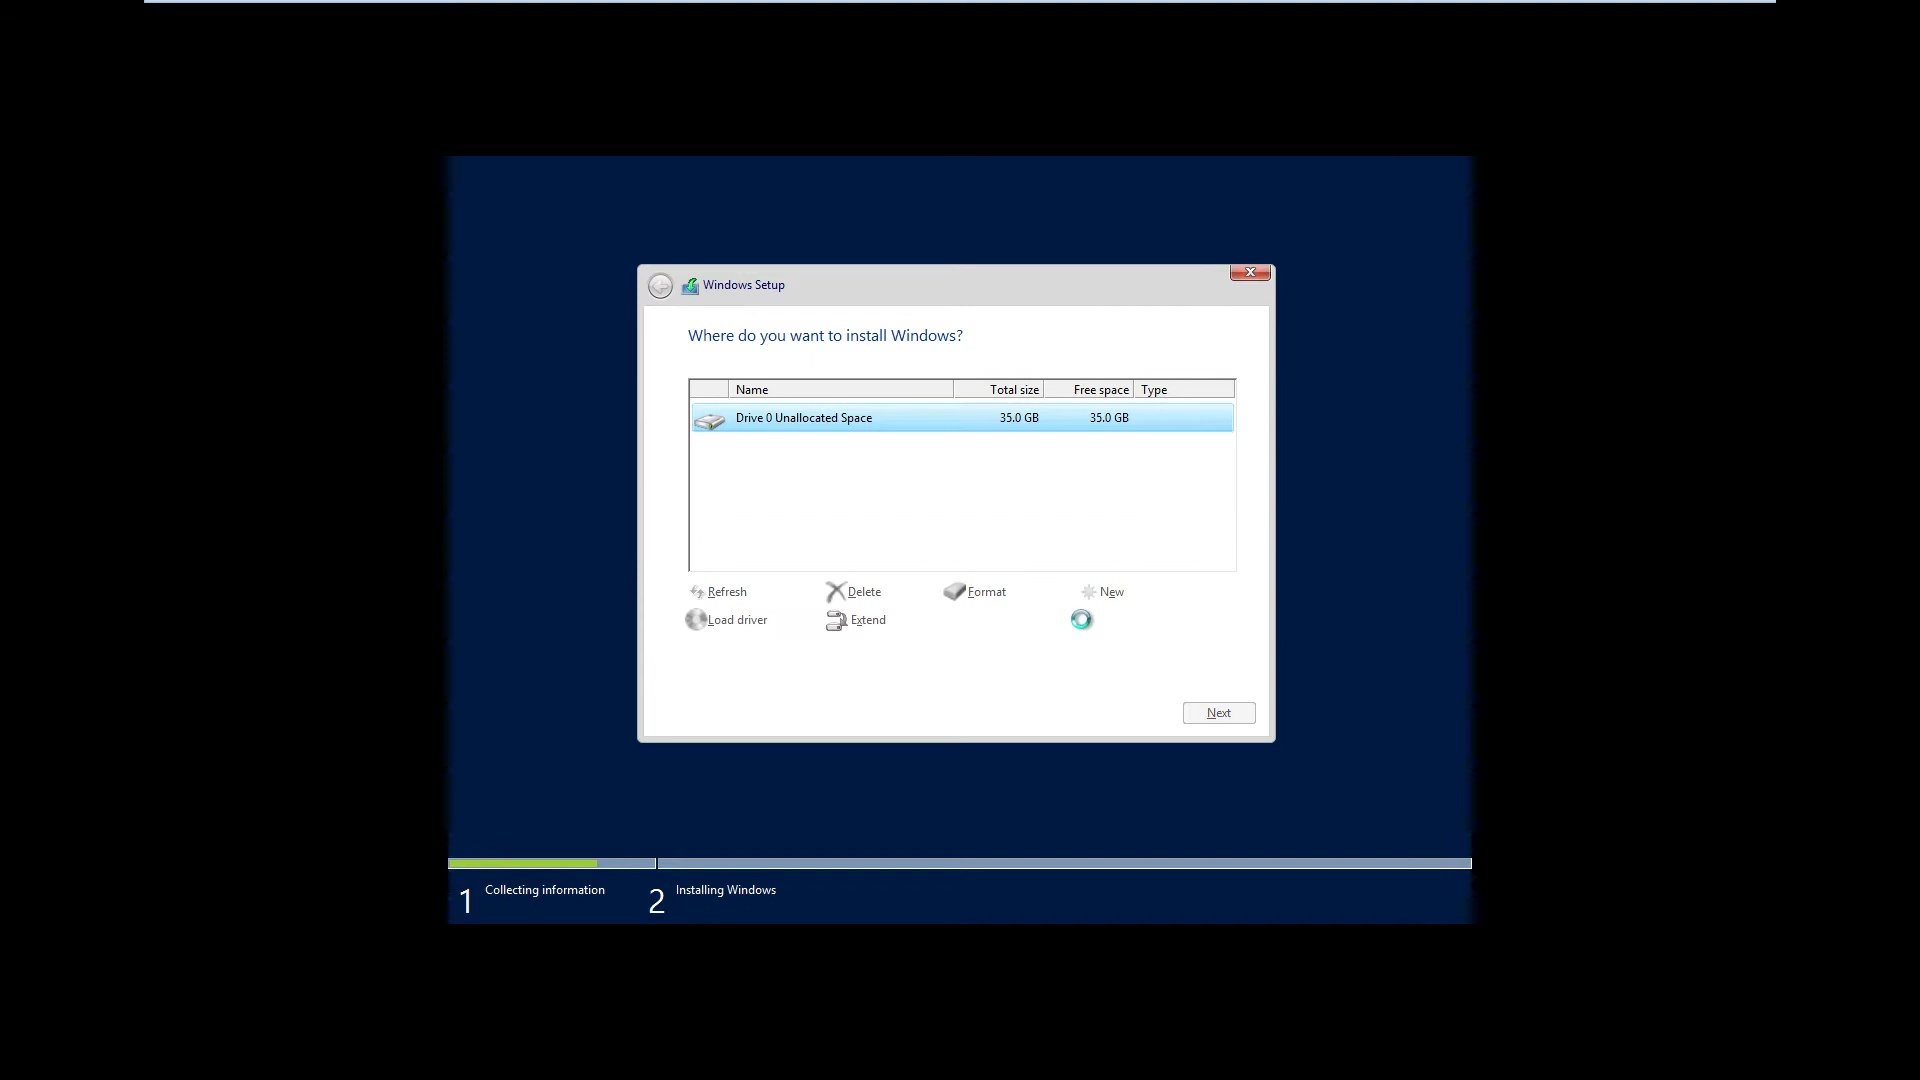 Windows Setup
Where do you want to install Windows?
Name Total size Free space Type
Drive 0 Unallocated Space 35.0 GB 35.0 GB
Refresh Delete Format New
Load driver Extend
Next
1 Collecting information 2 Installing Windows